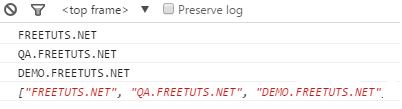 <top frame> Preserve log
FREETUTS.NET
QA.FREETUTS.NET
DEMO.FREETUTS.NET
["FREETUTS.NET", "QA.FREETUTS.NET", "DEMO.FREETUTS.NET"